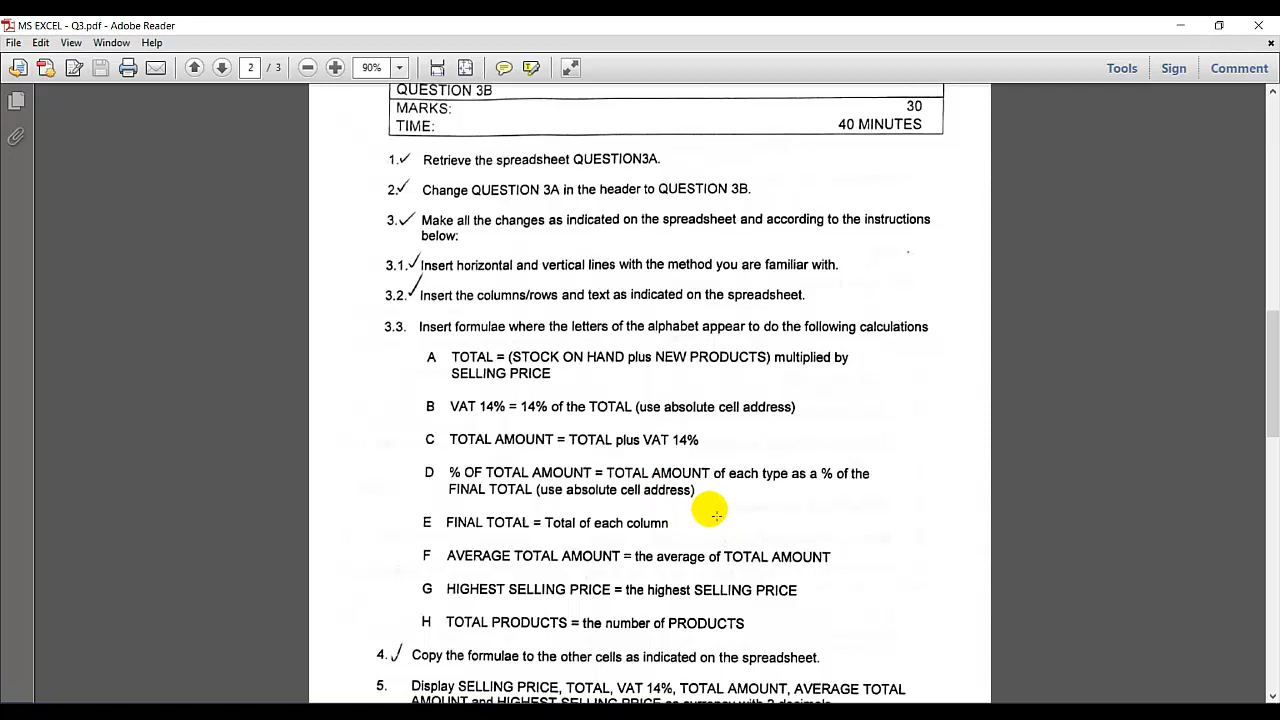 MS EXCEL - Q3.pdf - Adobe Reader
File Edit View Window Help
2 / 3 90% Tools Sign Comment
QUESTION 3B
MARKS: 30
TIME: 40 MINUTES
1. Retrieve the spreadsheet QUESTION3A.
2. Change QUESTION 3A in the header to QUESTION 3B.
3. Make all the changes as indicated on the spreadsheet and according to the instructions
below:
3.1. Insert horizontal and vertical lines with the method you are familiar with.
3.2. Insert the columns/rows and text as indicated on the spreadsheet.
3.3. Insert formulae where the letters of the alphabet appear to do the following calculations
A TOTAL = (STOCK ON HAND plus NEW PRODUCTS) multiplied by
SELLING PRICE
B VAT 14% = 14% of the TOTAL (use absolute cell address)
C TOTAL AMOUNT = TOTAL plus VAT 14%
D % OF TOTAL AMOUNT = TOTAL AMOUNT of each type as a % of the
FINAL TOTAL (use absolute cell address)
E FINAL TOTAL = Total of each column
F AVERAGE TOTAL AMOUNT = the average of TOTAL AMOUNT
G HIGHEST SELLING PRICE = the highest SELLING PRICE
H TOTAL PRODUCTS = the number of PRODUCTS
4. Copy the formulae to the other cells as indicated on the spreadsheet.
5. Display SELLING PRICE, TOTAL, VAT 14%, TOTAL AMOUNT, AVERAGE TOTAL
AMOUNT and HIGHEST SELLING PRICE as currency with 2 decimals